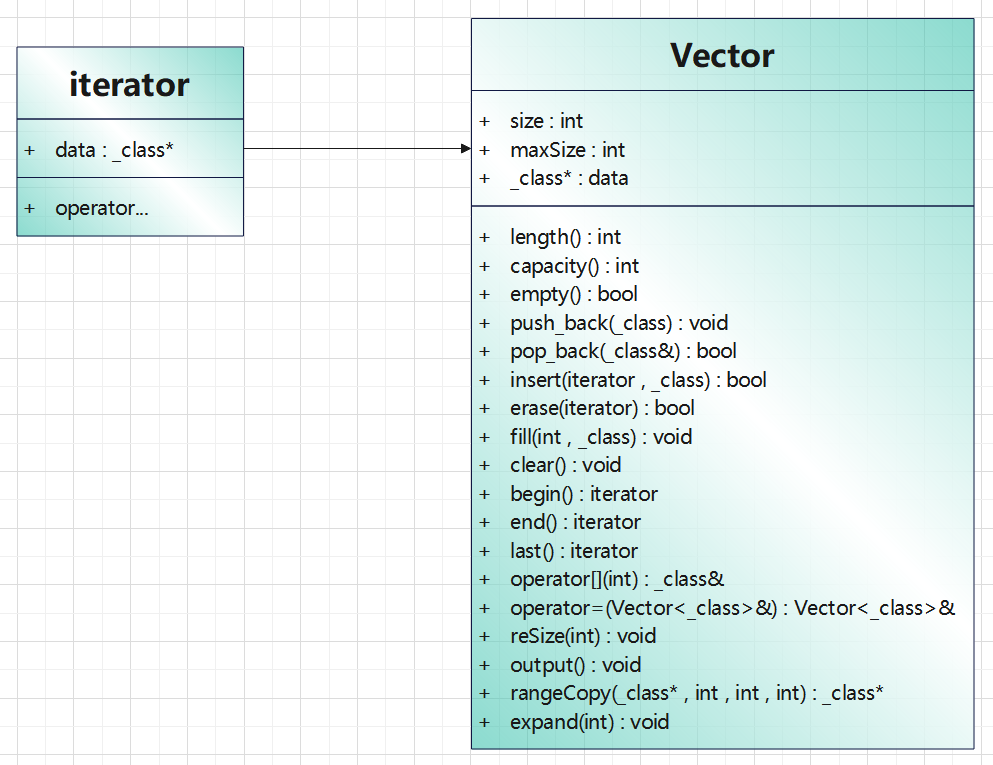 iterator
+ data : _class*
+ operator...
Vector
+ size : int
+ maxSize : int
+ _class* : data
+ length() : int
+ capacity() : int
+ empty() : bool
+ push_back(_class) : void
+ pop_back(_class&) : bool
+ insert(iterator , _class) : bool
+ erase(iterator) : bool
+ fill(int , _class) : void
+ clear() : void
+ begin() : iterator
+ end() : iterator
+ last() : iterator
+ operator[](int) : _class&
+ operator=(Vector<_class>&) : Vector<_class>&
+ reSize(int) : void
+ output() : void
+ rangeCopy(_class* , int , int , int) : _class*
+ expand(int) : void